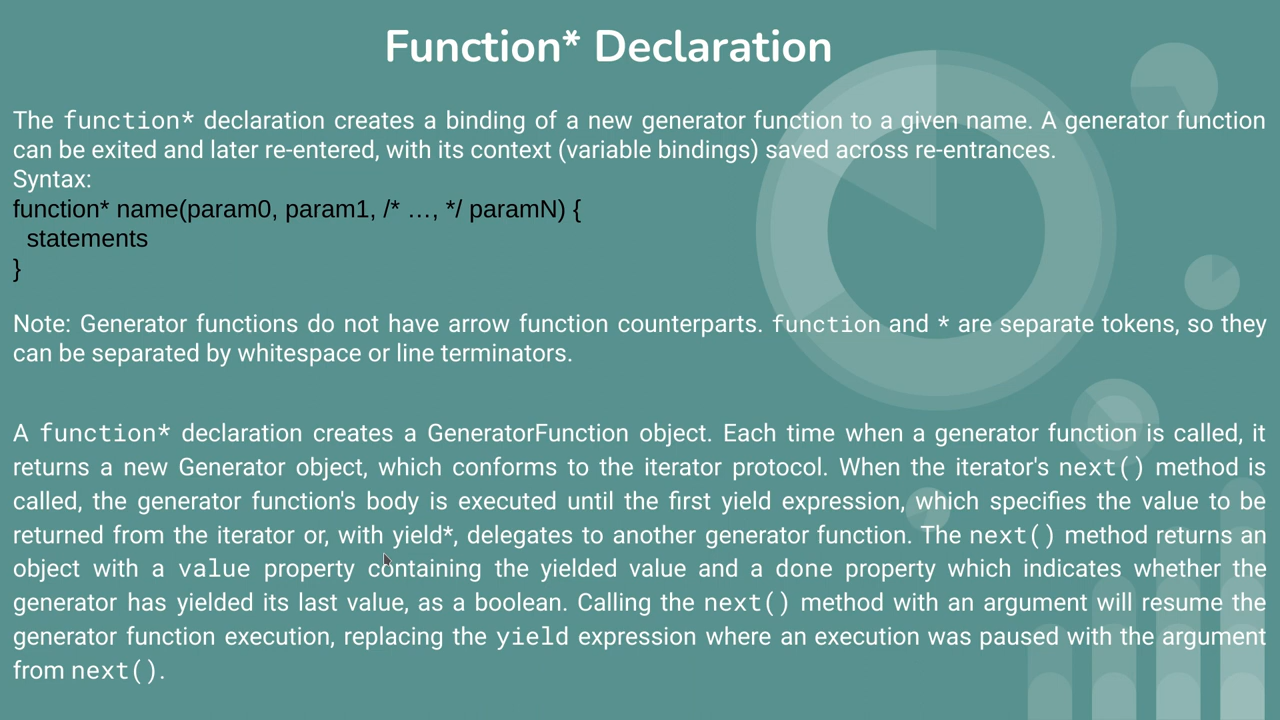 Function* Declaration
The function* declaration creates a binding of a new generator function to a given name. A generator function
can be exited and later re-entered, with its context (variable bindings) saved across re-entrances.
Syntax:
function* name(param0, param1, /* …, */ paramN) {
  statements
}
Note: Generator functions do not have arrow function counterparts. function and * are separate tokens, so they
can be separated by whitespace or line terminators.
A function* declaration creates a GeneratorFunction object. Each time when a generator function is called, it
returns a new Generator object, which conforms to the iterator protocol. When the iterator's next() method is
called, the generator function's body is executed until the first yield expression, which specifies the value to be
returned from the iterator or, with yield*, delegates to another generator function. The next() method returns an
object with a value property containing the yielded value and a done property which indicates whether the
generator has yielded its last value, as a boolean. Calling the next() method with an argument will resume the
generator function execution, replacing the yield expression where an execution was paused with the argument
from next().